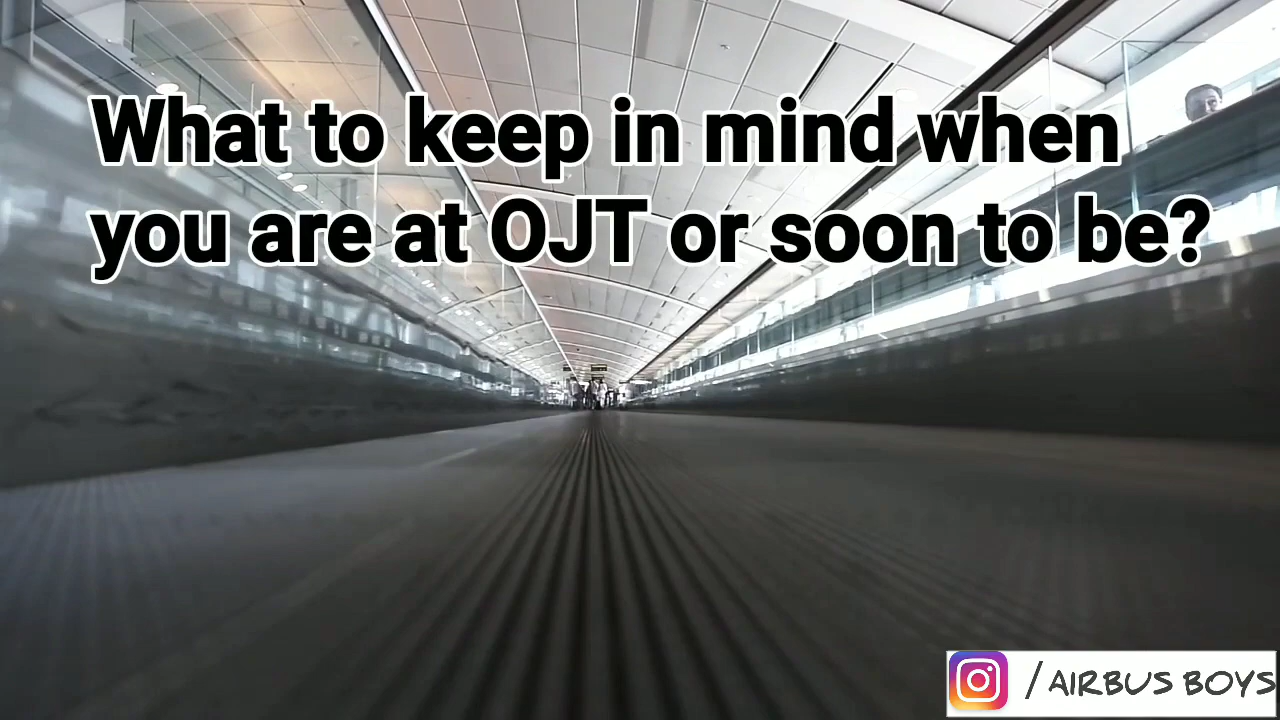 What to keep in mind when
you are at OJT or soon to be?
/AIRBUS BOYS